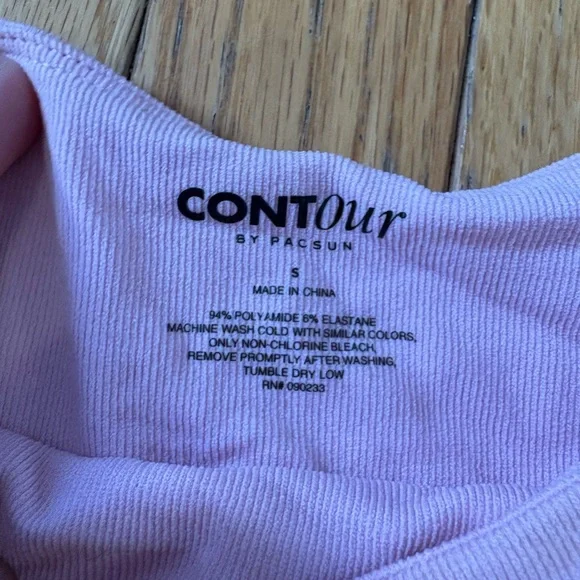 CONTOur
BY PACSUN
S
MADE IN CHINA
94% POLYAMIDE 6% ELASTANE
MACHINE WASH COLD WITH SIMILAR COLORS,
ONLY NON-CHLORINE BLEACH,
REMOVE PROMPTLY AFTER WASHING,
TUMBLE DRY LOW
RN# 090233